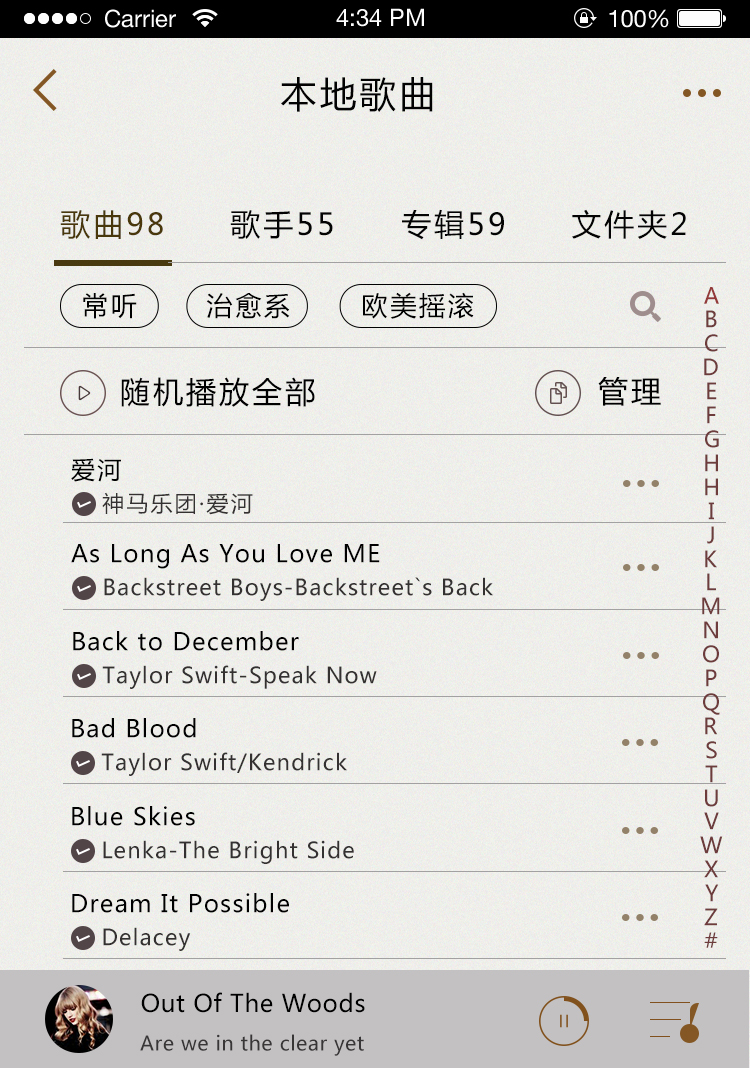 Carrier 4:34 PM 100%
本地歌曲
歌曲98 歌手55 专辑59 文件夹2
常听 治愈系 欧美摇滚
随机播放全部 管理
爱河
神马乐团·爱河
As Long As You Love ME
Backstreet Boys-Backstreet`s Back
Back to December
Taylor Swift-Speak Now
Bad Blood
Taylor Swift/Kendrick
Blue Skies
Lenka-The Bright Side
Dream It Possible
Delacey
A
B
C
D
E
F
G
H
H
I
J
K
L
M
N
O
P
Q
R
S
T
U
V
W
X
Y
Z
#
Out Of The Woods
Are we in the clear yet